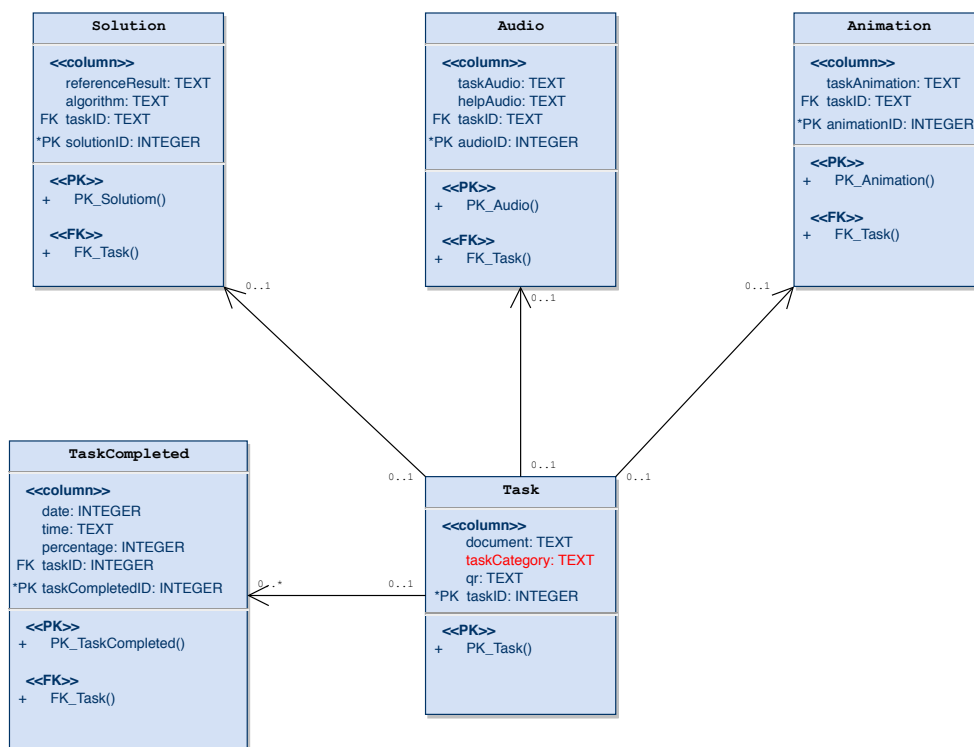 Solution
<<column>>
referenceResult: TEXT
algorithm: TEXT
FK taskID: TEXT
*PK solutionID: INTEGER
<<PK>>
+ PK_Solutiom()
<<FK>>
+ FK_Task()
Audio
<<column>>
taskAudio: TEXT
helpAudio: TEXT
FK taskID: TEXT
*PK audioID: INTEGER
<<PK>>
+ PK_Audio()
<<FK>>
+ FK_Task()
Animation
<<column>>
taskAnimation: TEXT
FK taskID: TEXT
*PK animationID: INTEGER
<<PK>>
+ PK_Animation()
<<FK>>
+ FK_Task()
0..1
0..1
0..1
0..1
0..1
0..1
TaskCompleted
<<column>>
date: INTEGER
time: TEXT
percentage: INTEGER
FK taskID: INTEGER
*PK taskCompletedID: INTEGER
<<PK>>
+ PK_TaskCompleted()
<<FK>>
+ FK_Task()
0..*
0..1
Task
<<column>>
document: TEXT
taskCategory: TEXT
qr: TEXT
*PK taskID: INTEGER
<<PK>>
+ PK_Task()